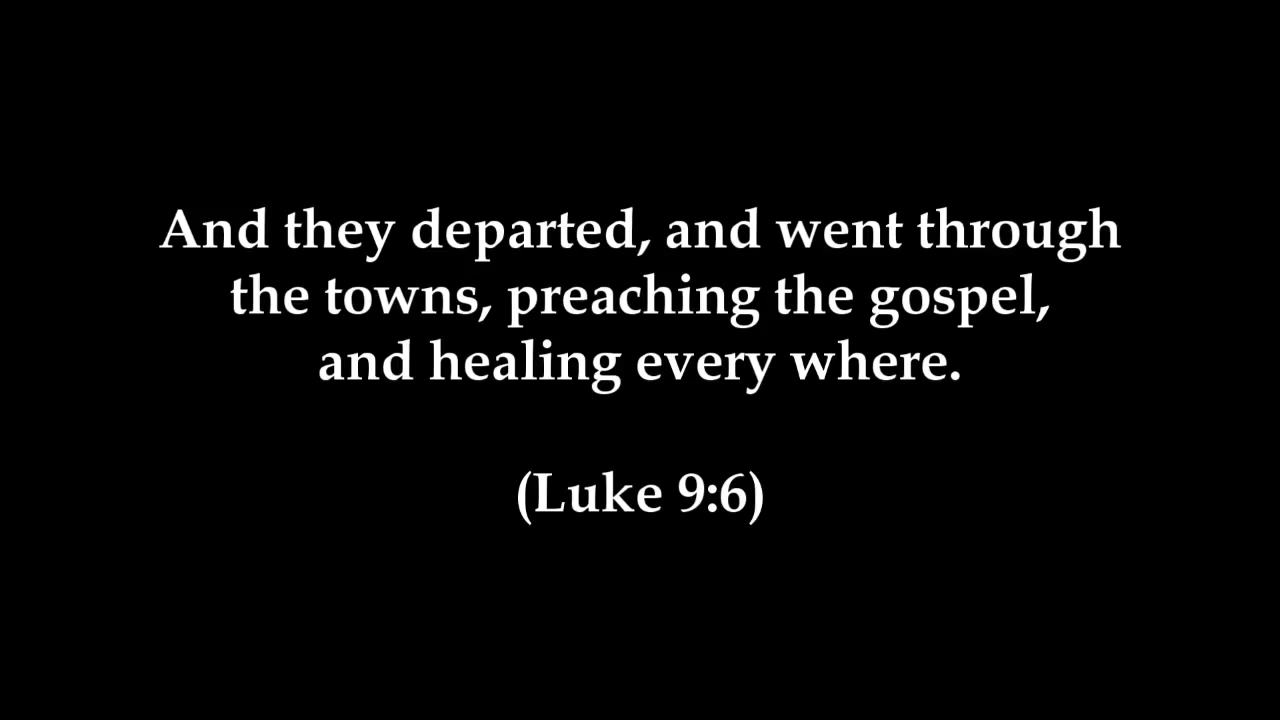 And they departed, and went through
the towns, preaching the gospel,
and healing every where.
(Luke 9:6)